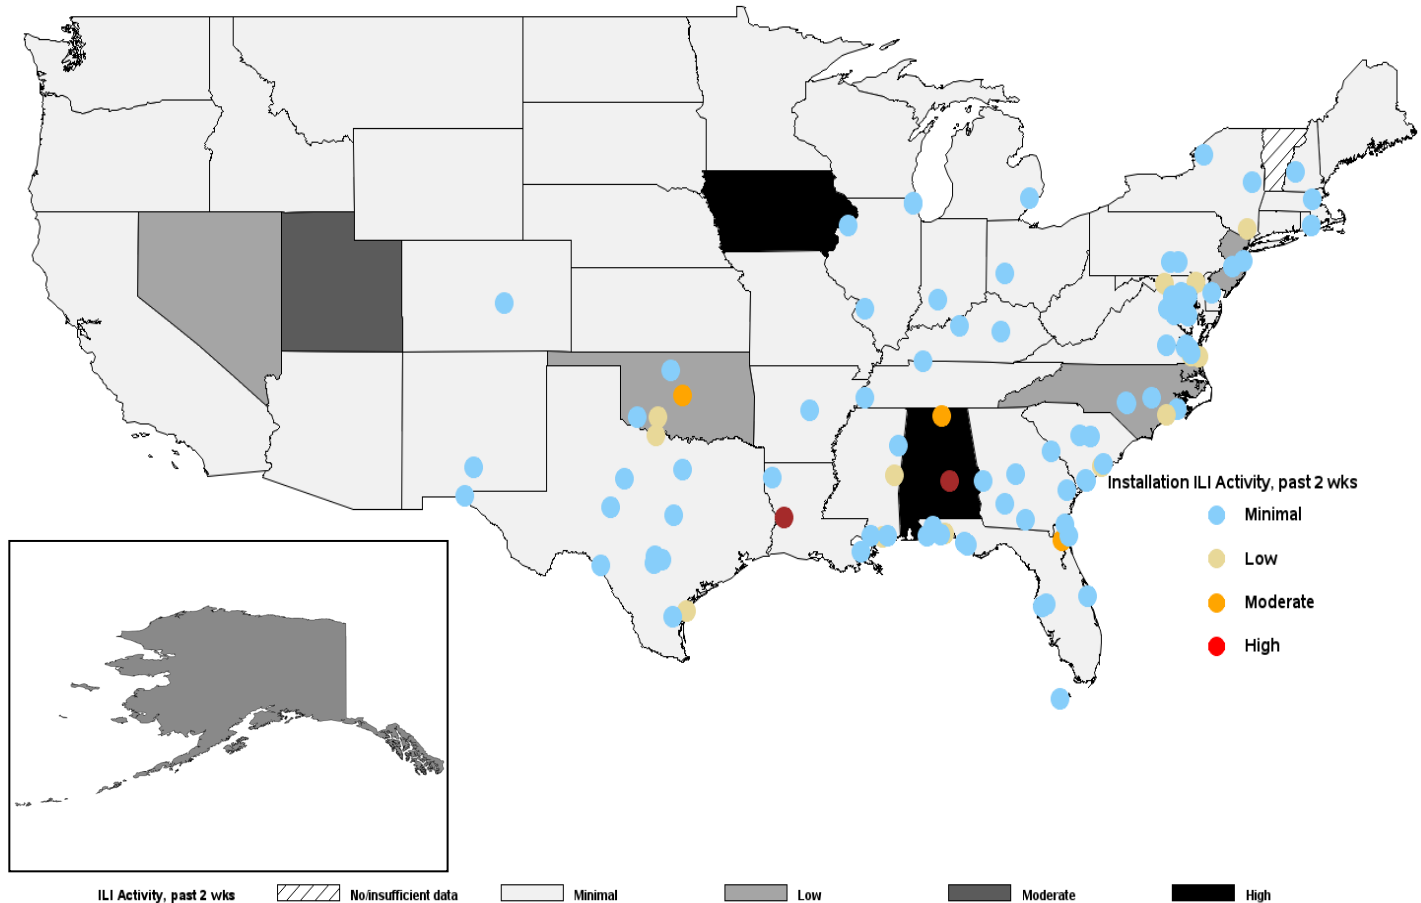 Installation ILI Activity, past 2 wks
Minimal
Low
Moderate
High
ILI Activity, past 2 wks No/insufficient data Minimal Low Moderate High